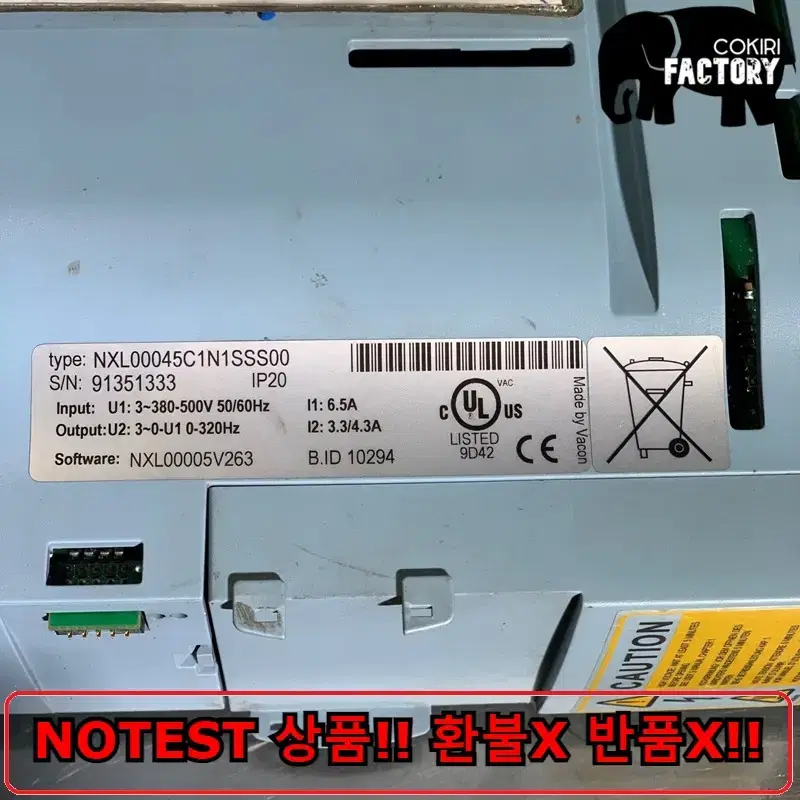 COKIRI
FACTORY
type: NXL00045C1N1SSS00
S/N: 91351333 IP20
Input: U1: 3~380-500V 50/60Hz I1: 6.5A
Output:U2: 3~0-U1 0-320Hz I2: 3.3/4.3A
Software: NXL00005V263 B.ID 10294
VAC
C UL US
LISTED
9D42
CE
Made by Vacon
CAUTION
NOTEST 상품!! 환불X 반품X!!